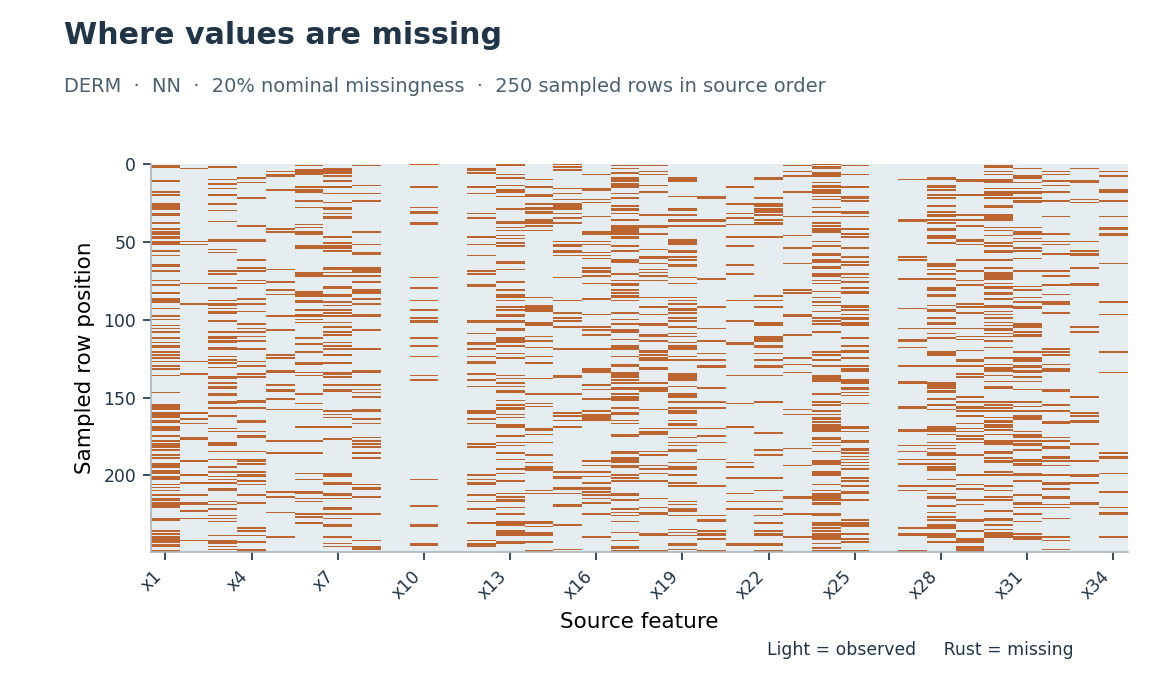 Where values are missing
DERM · NN · 20% nominal missingness · 250 sampled rows in source order
Sampled row position
0
50
100
150
200
x1 x4 x7 x10 x13 x16 x19 x22 x25 x28 x31 x34
Source feature
Light = observed Rust = missing